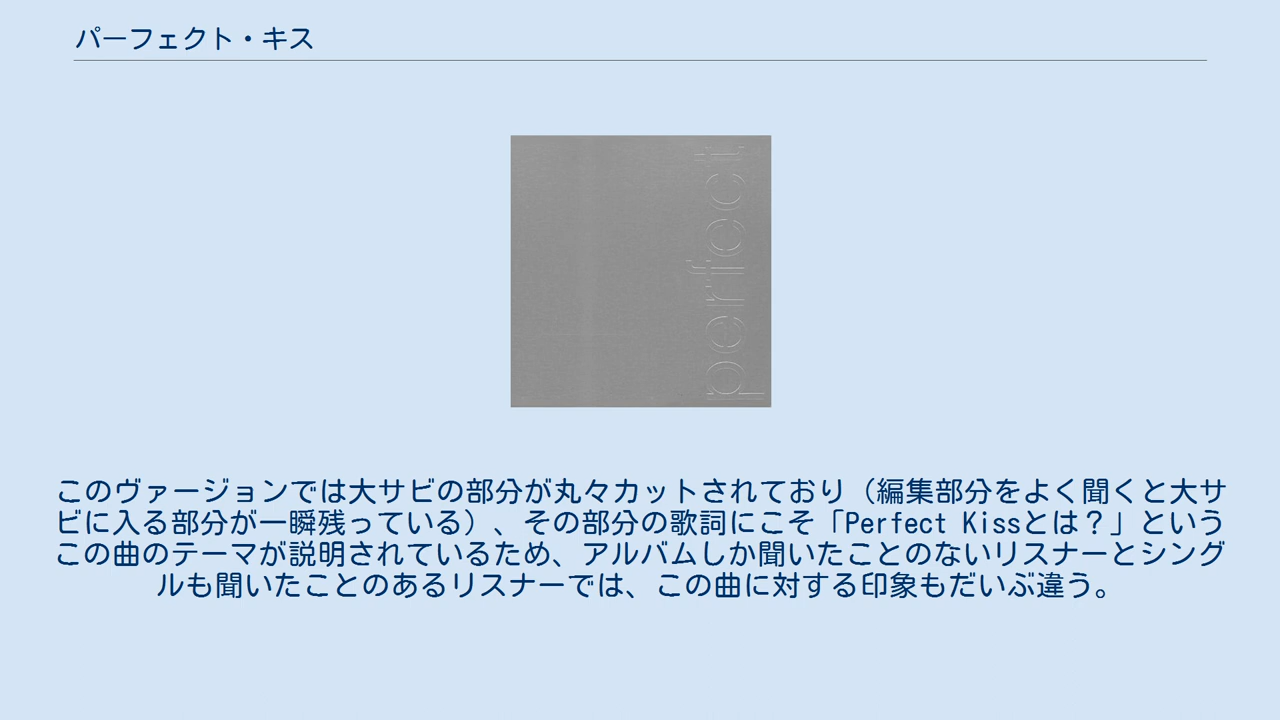 パーフェクト・キス
perfect
このヴァージョンでは大サビの部分が丸々カットされており（編集部分をよく聞くと大サ
ビに入る部分が一瞬残っている）、その部分の歌詞にこそ「Perfect Kissとは？」という
この曲のテーマが説明されているため、アルバムしか聞いたことのないリスナーとシング
ルも聞いたことのあるリスナーでは、この曲に対する印象もだいぶ違う。